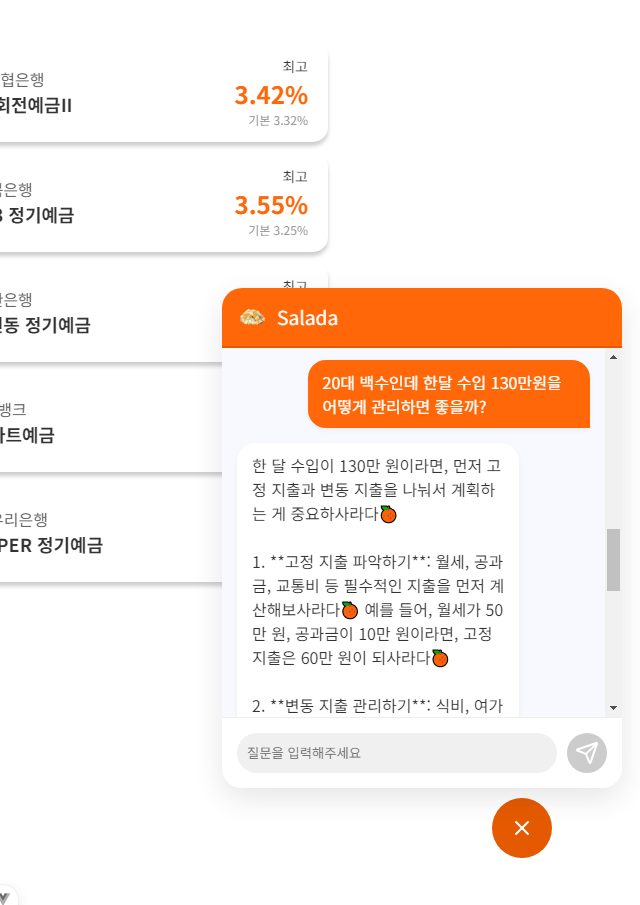 최고
협은행
3.42%
회전예금II
기본 3.32%
최고
은행
3.55%
정기예금
기본 3.25%
최고
은행
동 정기예금
뱅크
트예금
리은행
PER 정기예금
Salada
20대 백수인데 한달 수입 130만원을
어떻게 관리하면 좋을까?
한 달 수입이 130만 원이라면, 먼저 고
정 지출과 변동 지출을 나눠서 계획하
는 게 중요하사라다🍊
1. **고정 지출 파악하기**: 월세, 공과
금, 교통비 등 필수적인 지출을 먼저 계
산해보사라다🍊 예를 들어, 월세가 50
만 원, 공과금이 10만 원이라면, 고정
지출은 60만 원이 되사라다🍊
2. **변동 지출 관리하기**: 식비, 여가
질문을 입력해주세요